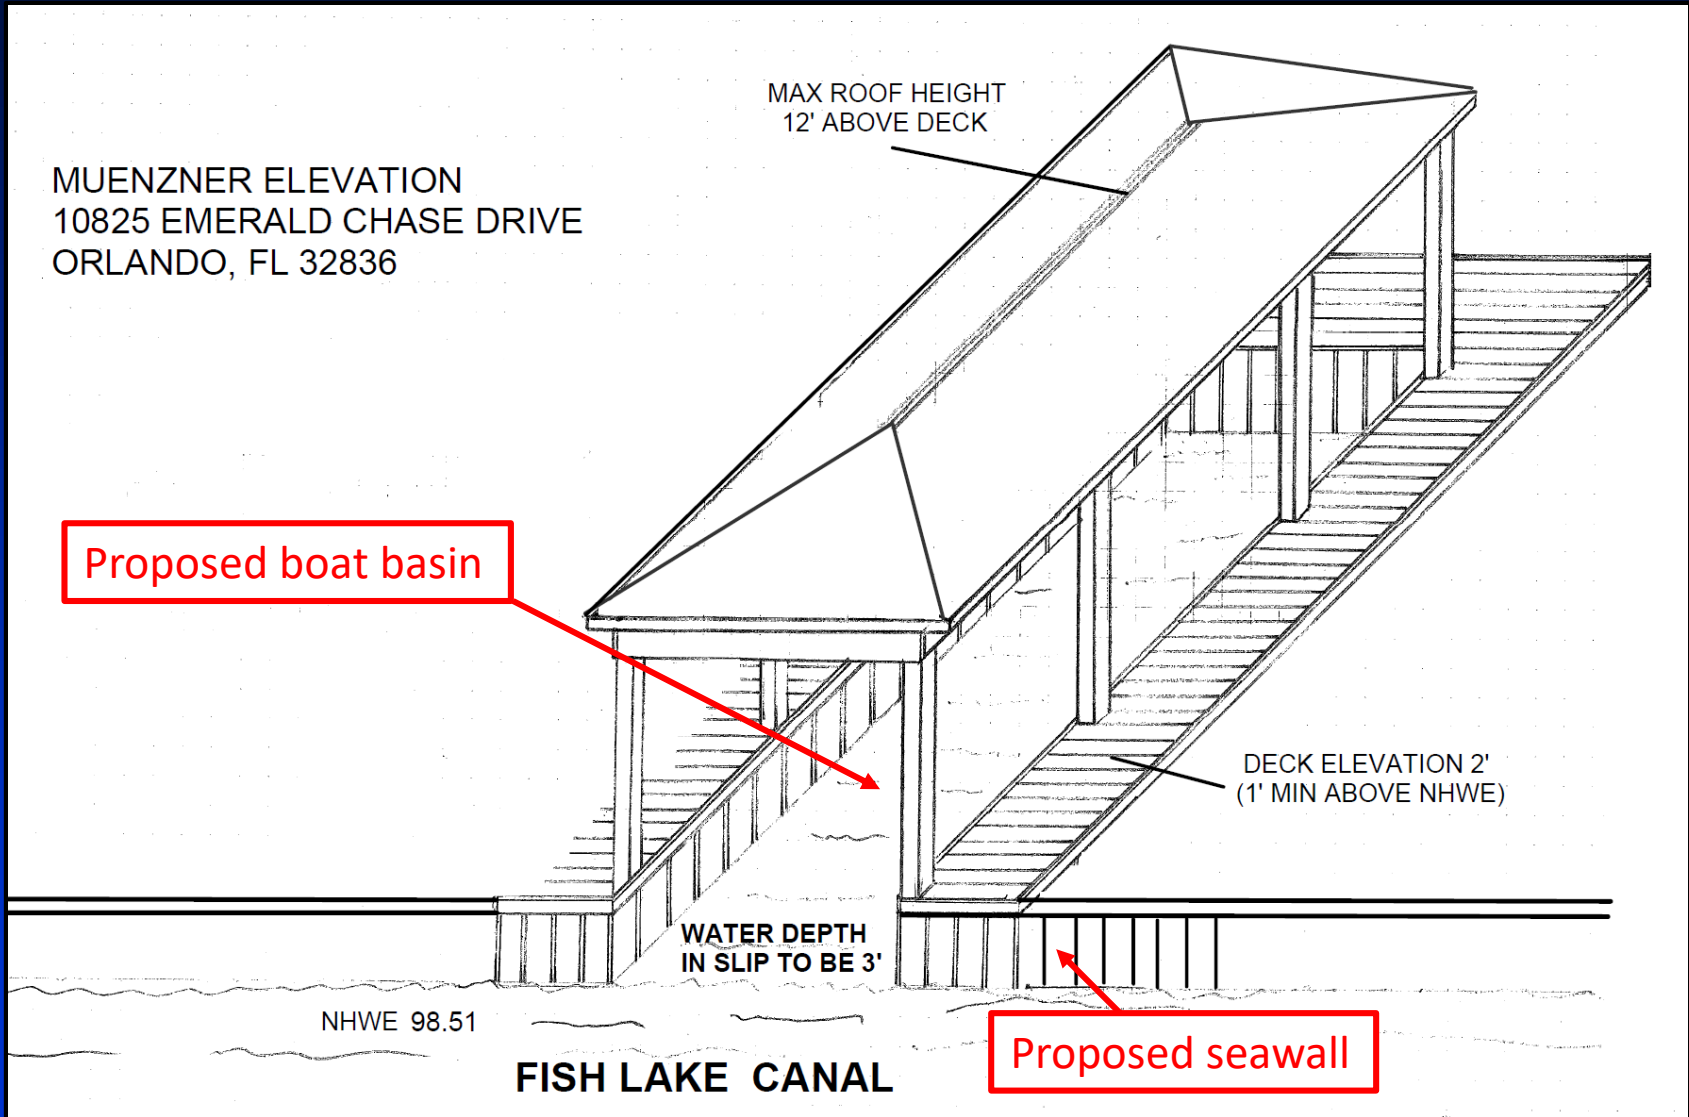 MAX ROOF HEIGHT
12' ABOVE DECK
MUENZNER ELEVATION
10825 EMERALD CHASE DRIVE
ORLANDO, FL 32836
Proposed boat basin
DECK ELEVATION 2'
(1' MIN ABOVE NHWE)
WATER DEPTH
IN SLIP TO BE 3'
NHWE 98.51
Proposed seawall
FISH LAKE CANAL